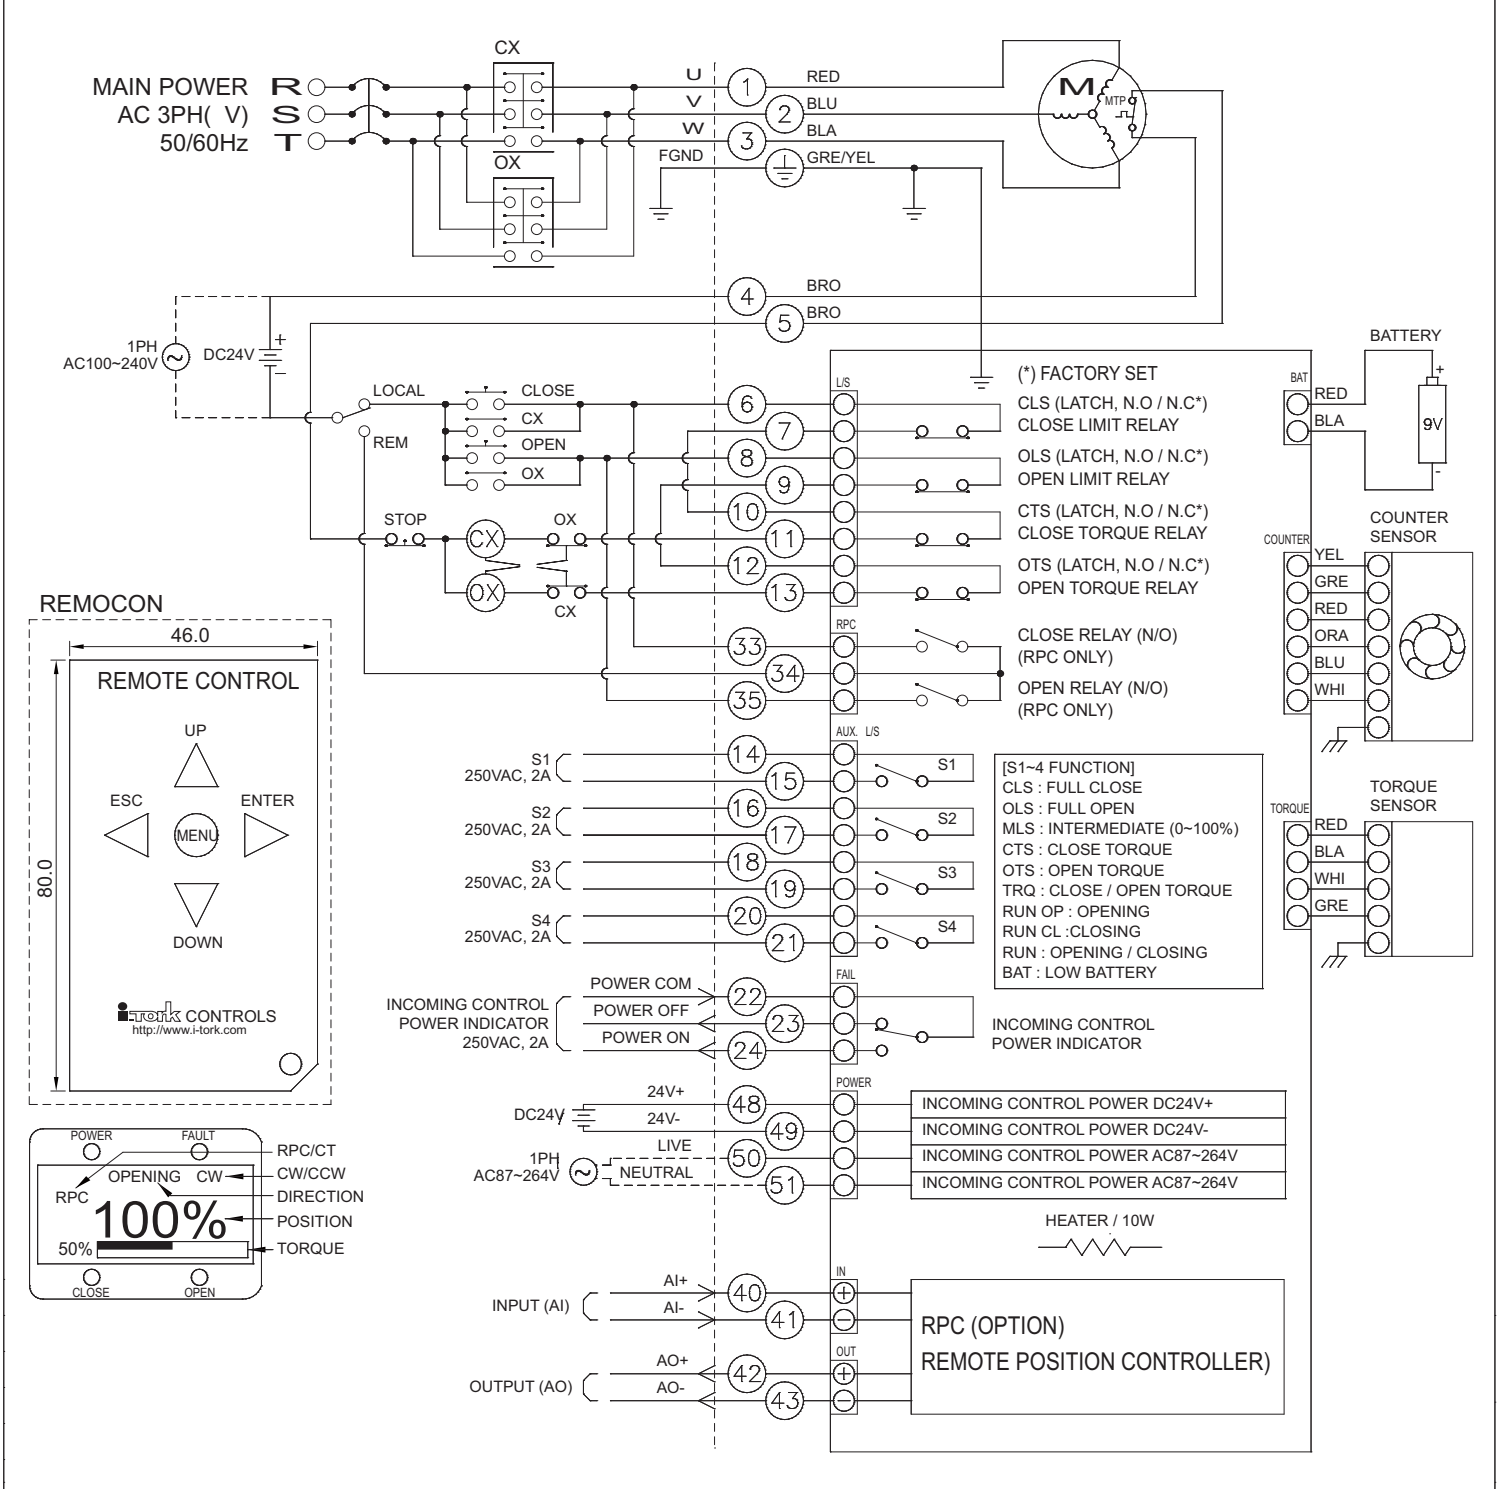 CX
MAIN POWER R
AC 3PH( V) S
50/60Hz T
U 1 RED
V 2 BLU
W 3 BLA
FGND GRE/YEL
M
MTP
OX
4 BRO
5 BRO
1PH
AC100~240V
DC24V
+
−
LOCAL
REM
CLOSE
CX
OPEN
OX
STOP
CX
OX
OX
CX
L/S
6
7
8
9
10
11
12
13
(*) FACTORY SET
CLS (LATCH, N.O / N.C*)
CLOSE LIMIT RELAY
OLS (LATCH, N.O / N.C*)
OPEN LIMIT RELAY
CTS (LATCH, N.O / N.C*)
CLOSE TORQUE RELAY
OTS (LATCH, N.O / N.C*)
OPEN TORQUE RELAY
BAT
RED
BLA
BATTERY
+
9V
-
COUNTER
SENSOR
COUNTER
YEL
GRE
RED
ORA
BLU
WHI
RPC
33
34
35
CLOSE RELAY (N/O)
(RPC ONLY)
OPEN RELAY (N/O)
(RPC ONLY)
REMOCON
46.0
80.0
REMOTE CONTROL
UP
ESC
ENTER
MENU
DOWN
i-Tork CONTROLS
http://www.i-tork.com
AUX. L/S
S1
250VAC, 2A
14
15
S1
S2
250VAC, 2A
16
17
S2
S3
250VAC, 2A
18
19
S3
S4
250VAC, 2A
20
21
S4
[S1~4 FUNCTION]
CLS : FULL CLOSE
OLS : FULL OPEN
MLS : INTERMEDIATE (0~100%)
CTS : CLOSE TORQUE
OTS : OPEN TORQUE
TRQ : CLOSE / OPEN TORQUE
RUN OP : OPENING
RUN CL :CLOSING
RUN : OPENING / CLOSING
BAT : LOW BATTERY
TORQUE
SENSOR
TORQUE
RED
BLA
WHI
GRE
FAIL
INCOMING CONTROL
POWER INDICATOR
250VAC, 2A
POWER COM 22
POWER OFF 23
POWER ON 24
INCOMING CONTROL
POWER INDICATOR
POWER
DC24V
24V+ 48
24V- 49
1PH
AC87~264V
LIVE 50
NEUTRAL 51
INCOMING CONTROL POWER DC24V+
INCOMING CONTROL POWER DC24V-
INCOMING CONTROL POWER AC87~264V
INCOMING CONTROL POWER AC87~264V
HEATER / 10W
POWER
FAULT
OPENING CW
RPC
100%
50%
CLOSE
OPEN
RPC/CT
CW/CCW
DIRECTION
POSITION
TORQUE
INPUT (AI)
AI+ 40
AI- 41
IN
OUTPUT (AO)
AO+ 42
AO- 43
OUT
RPC (OPTION)
REMOTE POSITION CONTROLLER)